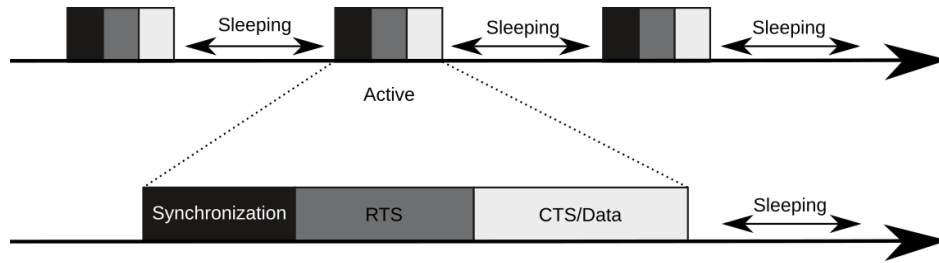 Sleeping
Sleeping
Sleeping
Active
Synchronization
RTS
CTS/Data
Sleeping